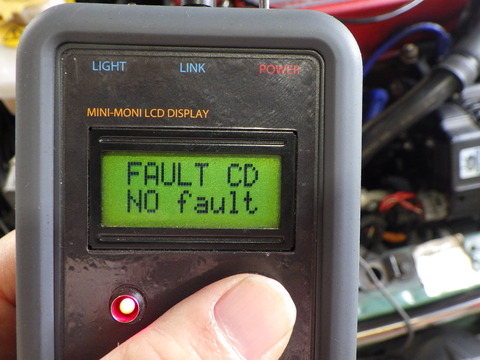 LIGHT LINK POWER
MINI-MONI LCD DISPLAY
FAULT CD
NO fault